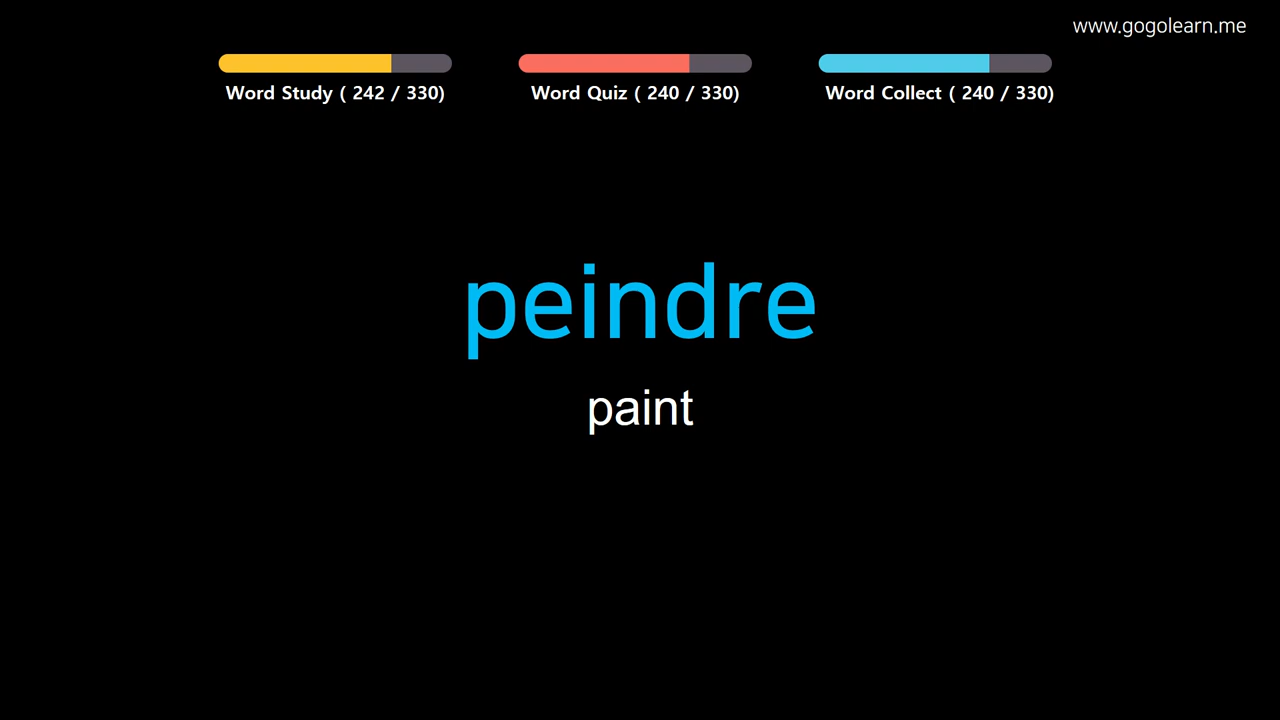 www.gogolearn.me
Word Study ( 242 / 330)
Word Quiz ( 240 / 330)
Word Collect ( 240 / 330)
peindre
paint